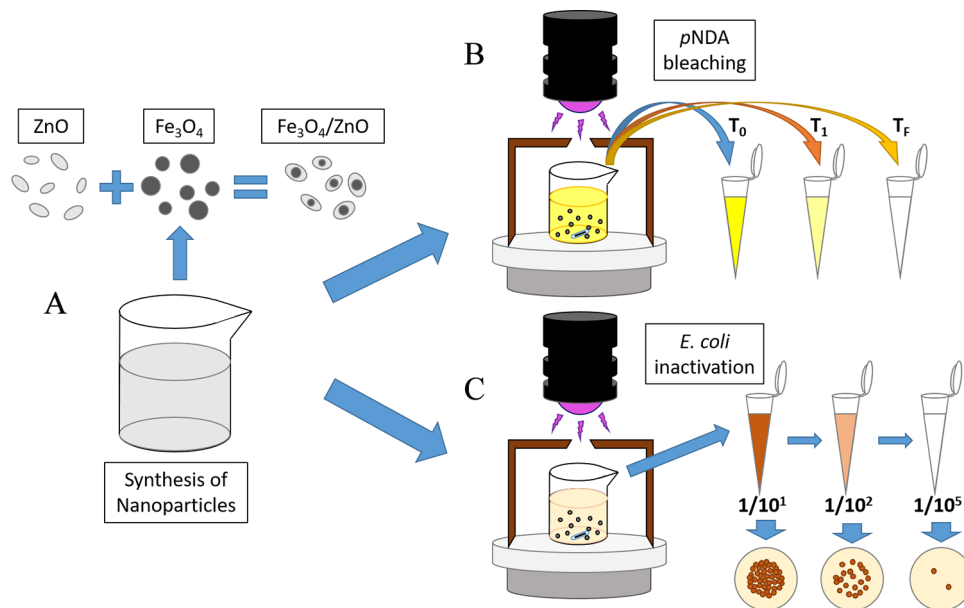 A
ZnO
Fe₃O₄
Fe₃O₄/ZnO
Synthesis of
Nanoparticles
B
pNDA
bleaching
T₀
T₁
T_F
C
E. coli
inactivation
1/10¹
1/10²
1/10⁵